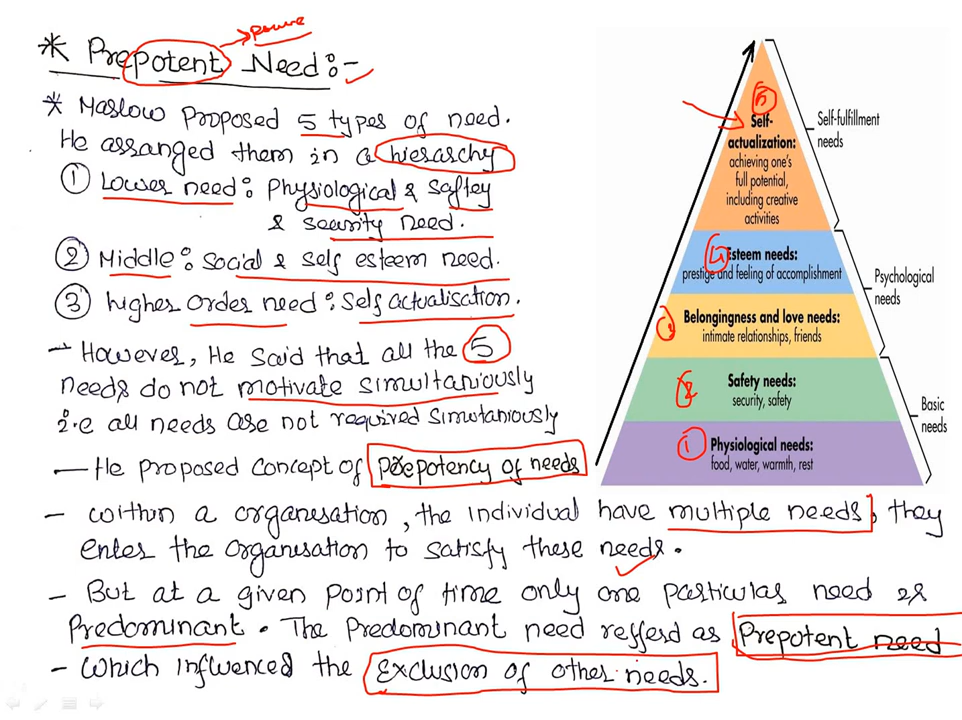 power
* Prepotent Need:-
* Maslow proposed 5 types of need.
He arranged them in a hierarchy
① Lower need: Physiological & Saftey
& security need.
② Middle: social & self esteem need.
③ higher order need: Self actualisation.
- However, He said that all the 5
needs do not motivate simultaniously
i.e all needs are not required simutaniously
- He proposed concept of prepotency of needs
- within a organisation, the individual have multiple needs, they
enter the organisation to satisfy these needs.
- But at a given point of time only one particular need is
Predominant. The predominant need refferd as Prepotent need
- which influenced the Exclusion of other needs.
5
Self-
actualization:
achieving one's
full potential,
including creative
activities
Self-fulfillment
needs
4
Esteem needs:
prestige and feeling of accomplishment
Psychological
needs
Belongingness and love needs:
intimate relationships, friends
2
Safety needs:
security, safety
Basic
needs
1
Physiological needs:
food, water, warmth, rest